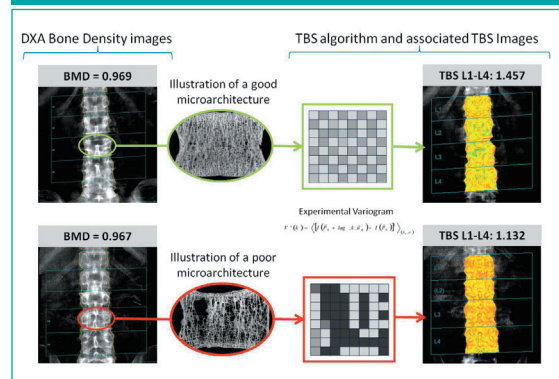 DXA Bone Density images
TBS algorithm and associated TBS Images
BMD = 0.969
Illustration of a good
microarchitecture
TBS L1-L4: 1.457
L1
L2
L3
L4
Experimental Variogram
BMD = 0.967
Illustration of a poor
microarchitecture
TBS L1-L4: 1.132
(L2)
L4